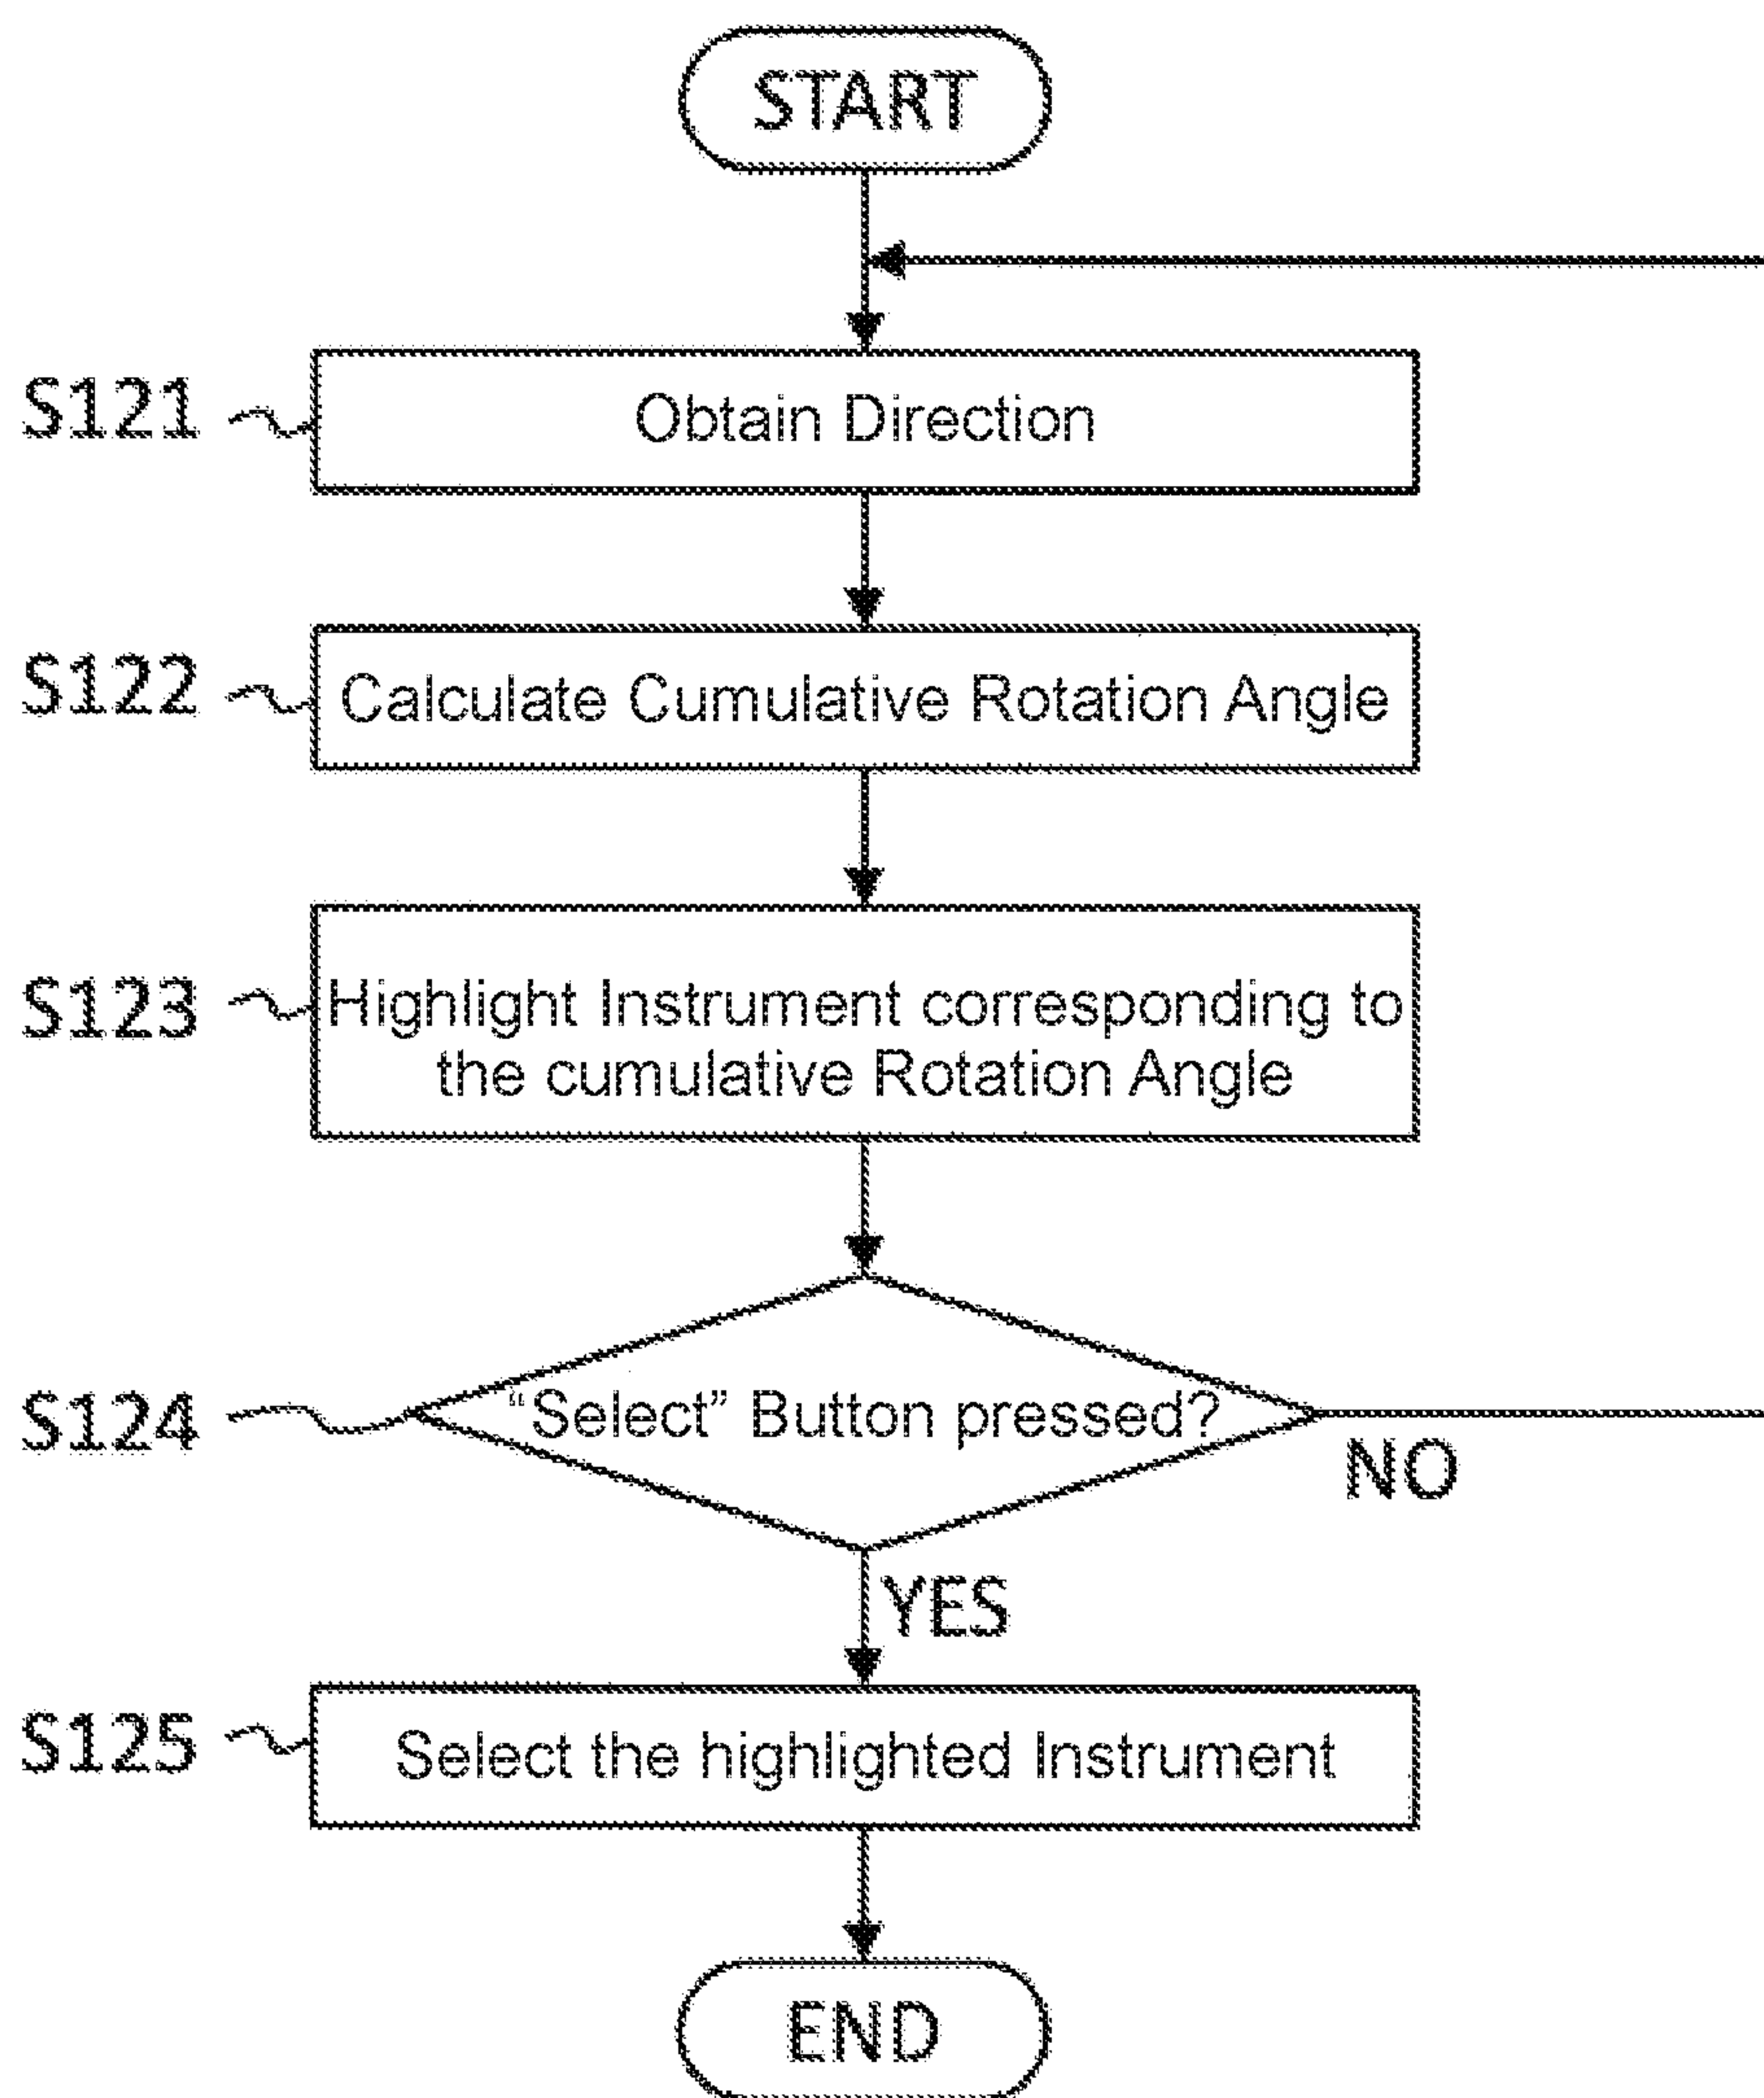 START
S121
Obtain Direction
S122
Calculate Cumulative Rotation Angle
S123
Highlight Instrument corresponding to
the cumulative Rotation Angle
S124
“Select” Button pressed?
NO
YES
S125
Select the highlighted Instrument
END